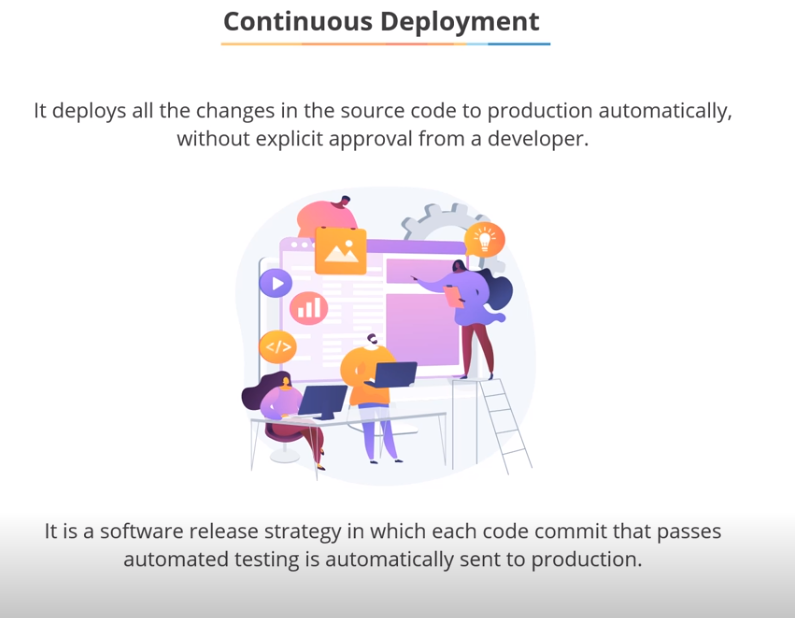 Continuous Deployment
It deploys all the changes in the source code to production automatically,
without explicit approval from a developer.
</>
It is a software release strategy in which each code commit that passes
automated testing is automatically sent to production.